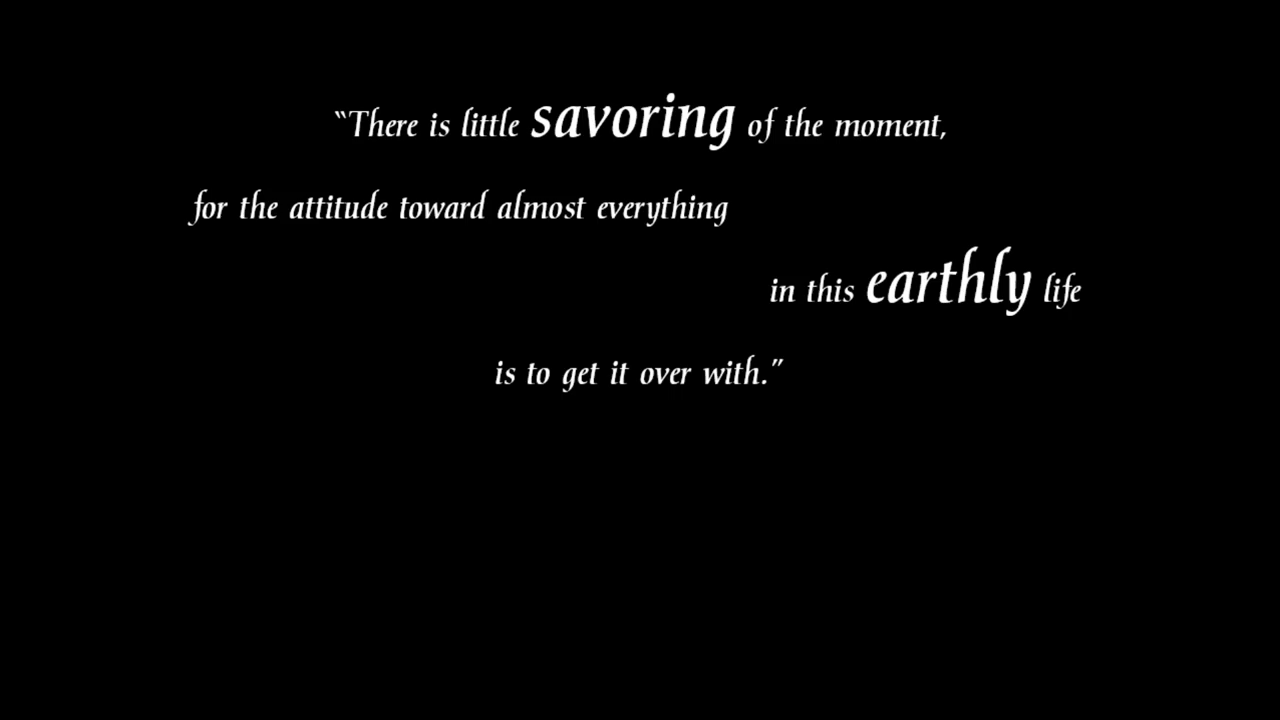 “There is little savoring of the moment,
for the attitude toward almost everything
in this earthly life
is to get it over with.”